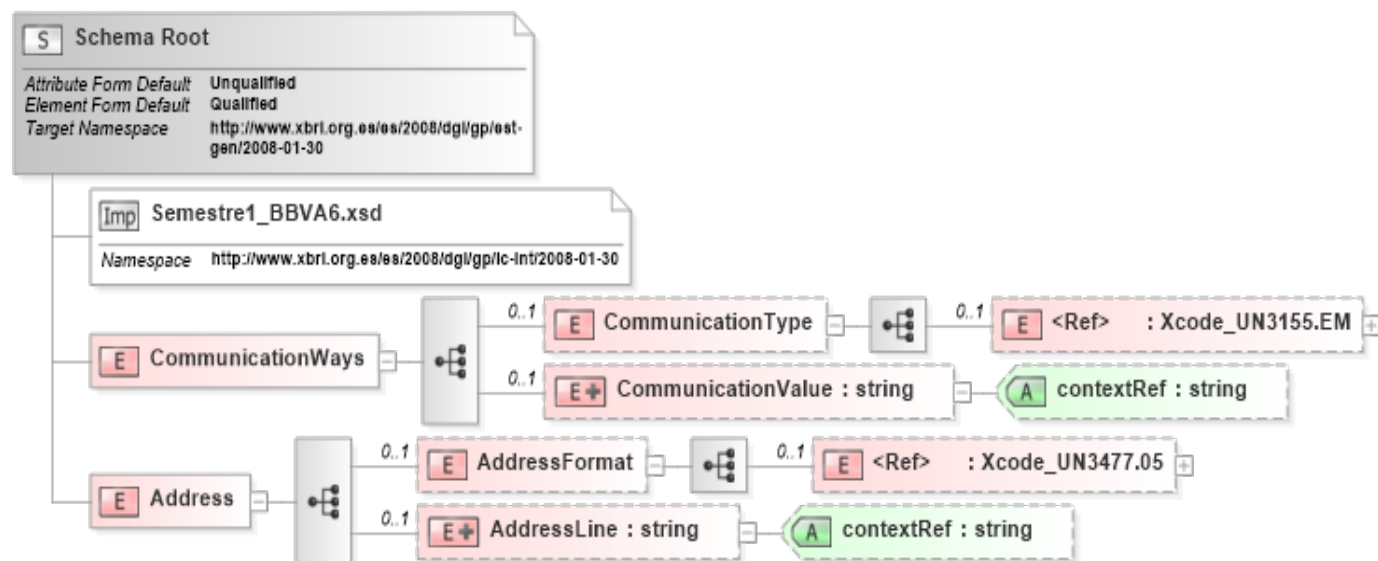 S Schema Root
Attribute Form Default Unqualified
Element Form Default Qualified
Target Namespace http://www.xbrl.org.es/es/2008/dgi/gp/est-
gen/2008-01-30
Imp Semestre1_BBVA6.xsd
Namespace http://www.xbrl.org.es/es/2008/dgi/gp/lc-int/2008-01-30
E CommunicationWays
0..1 E CommunicationType
0..1 E <Ref> : Xcode_UN3155.EM
0..1 E+ CommunicationValue : string
A contextRef : string
E Address
0..1 E AddressFormat
0..1 E <Ref> : Xcode_UN3477.05
0..1 E+ AddressLine : string
A contextRef : string